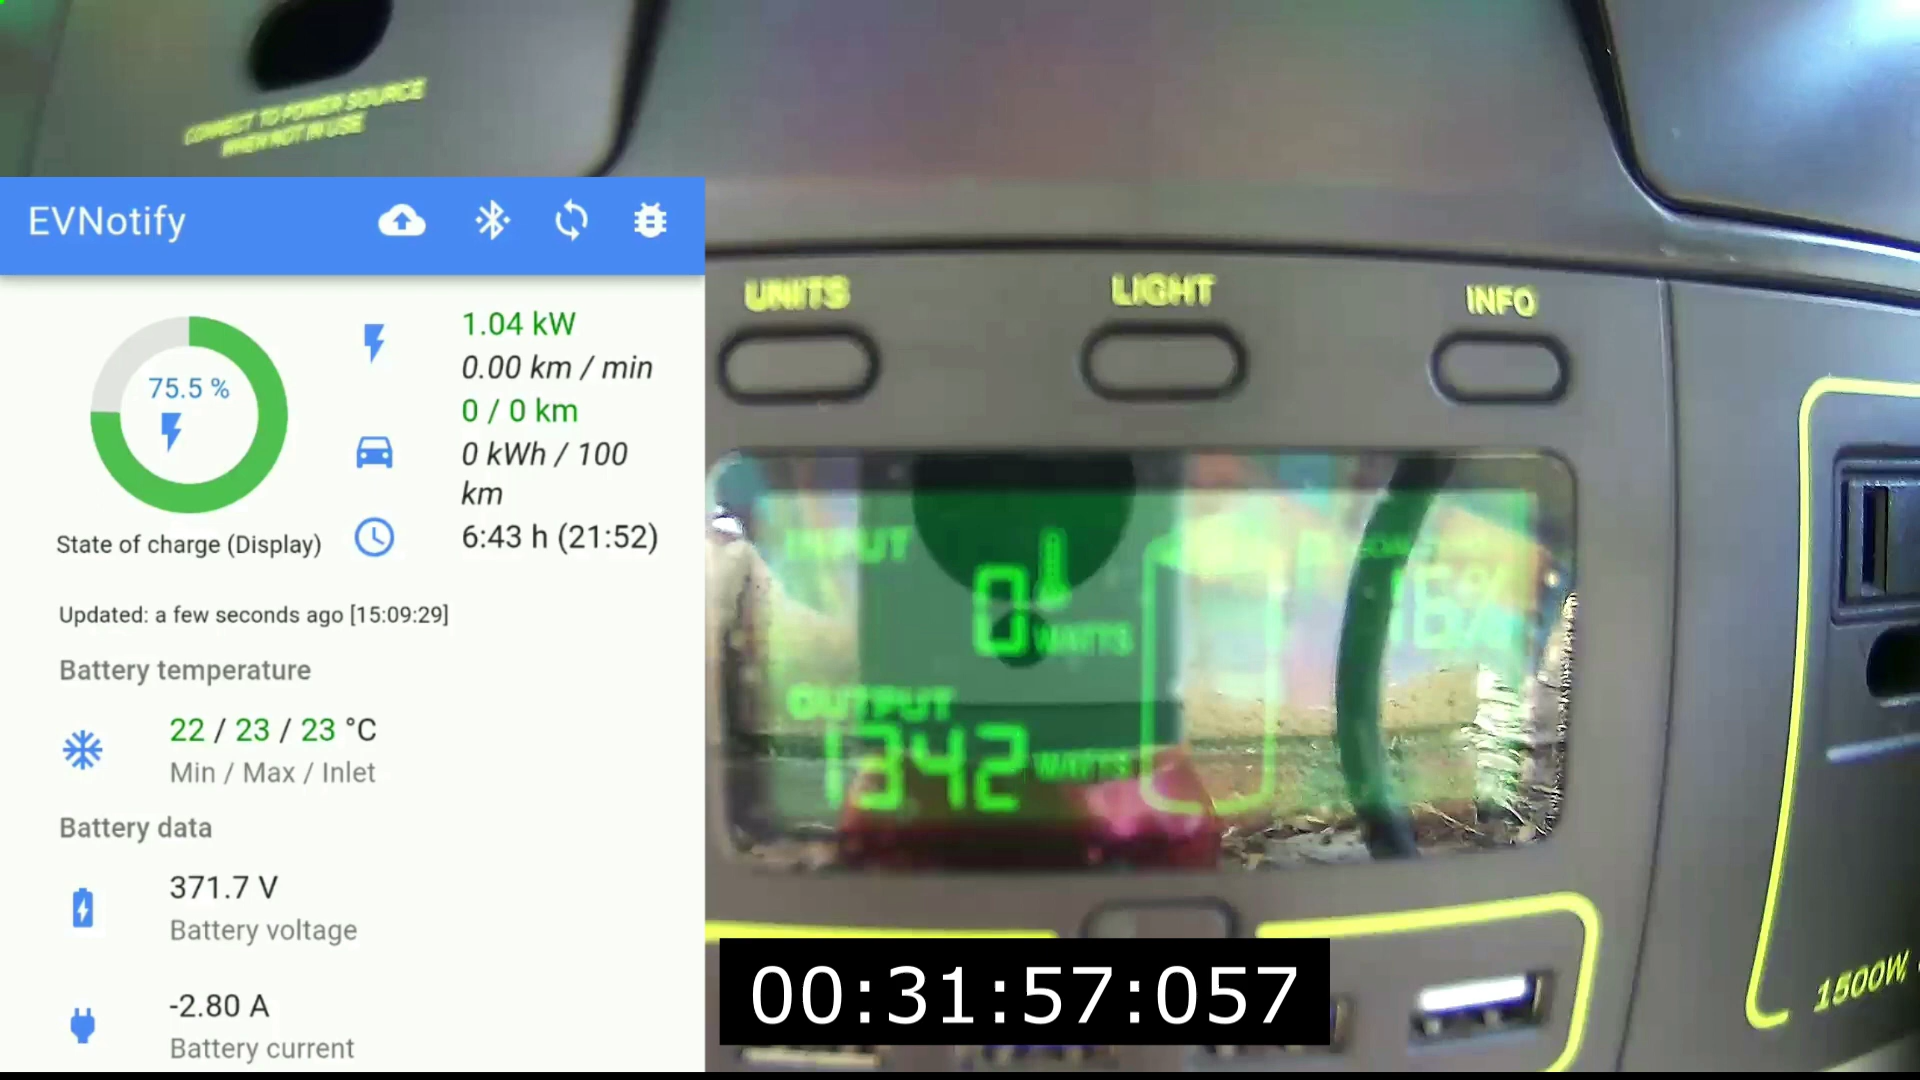 CONNECT TO POWER SOURCE
WHEN NOT IN USE
EVNotify
75.5 %
State of charge (Display)
1.04 kW
0.00 km / min
0 / 0 km
0 kWh / 100
km
6:43 h (21:52)
Updated: a few seconds ago [15:09:29]
Battery temperature
22 / 23 / 23 °C
Min / Max / Inlet
Battery data
371.7 V
Battery voltage
-2.80 A
Battery current
UNITS
LIGHT
INFO
INPUT
0 WATTS
16%
OUTPUT
1342 WATTS
00:31:57:057
1500W